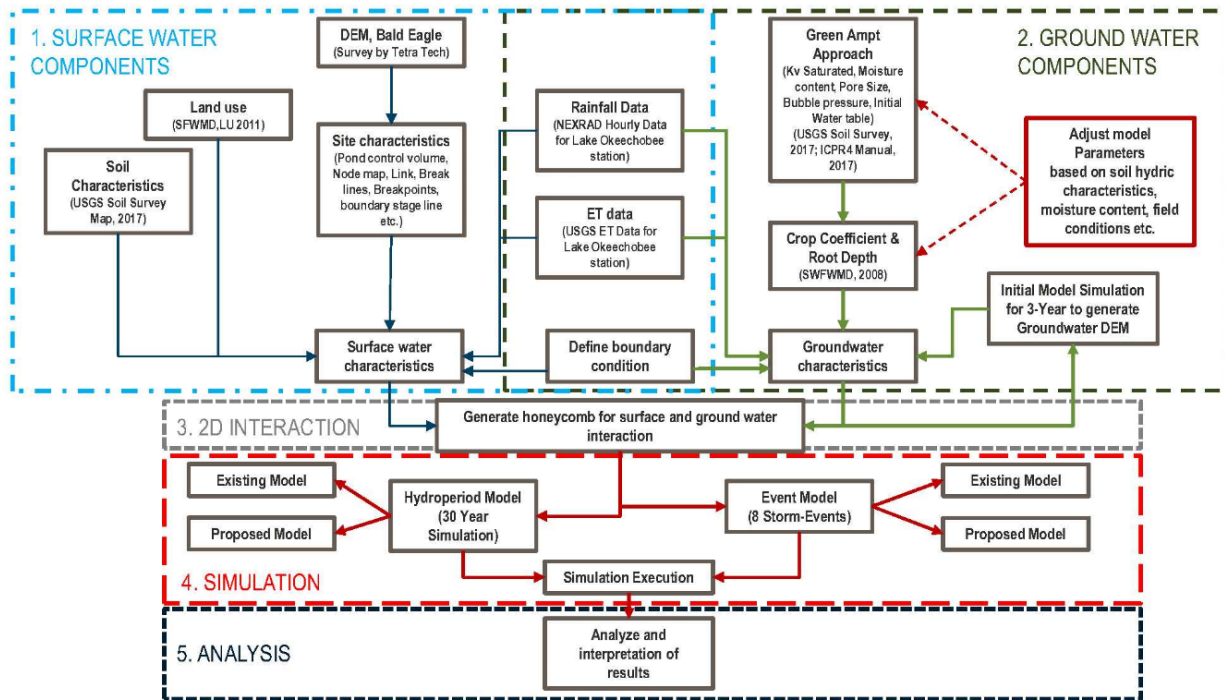 1. SURFACE WATER
COMPONENTS
DEM, Bald Eagle
(Survey by Tetra Tech)
Land use
(SFWMD,LU 2011)
Soil
Characteristics
(USGS Soil Survey
Map, 2017)
Site characteristics
(Pond control volume,
Node map, Link, Break
lines, Breakpoints,
boundary stage line
etc.)
Rainfall Data
(NEXRAD Hourly Data
for Lake Okeechobee
station)
ET data
(USGS ET Data for
Lake Okeechobee
station)
Surface water
characteristics
Define boundary
condition
2. GROUND WATER
COMPONENTS
Green Ampt
Approach
(Kv Saturated, Moisture
content, Pore Size,
Bubble pressure, Initial
Water table)
(USGS Soil Survey,
2017; ICPR4 Manual,
2017)
Adjust model
Parameters
based on soil hydric
characteristics,
moisture content, field
conditions etc.
Crop Coefficient &
Root Depth
(SWFWMD, 2008)
Initial Model Simulation
for 3-Year to generate
Groundwater DEM
Groundwater
characteristics
3. 2D INTERACTION
Generate honeycomb for surface and ground water
interaction
Existing Model
Proposed Model
Hydroperiod Model
(30 Year
Simulation)
Event Model
(8 Storm-Events)
Existing Model
Proposed Model
4. SIMULATION
Simulation Execution
5. ANALYSIS
Analyze and
interpretation of
results